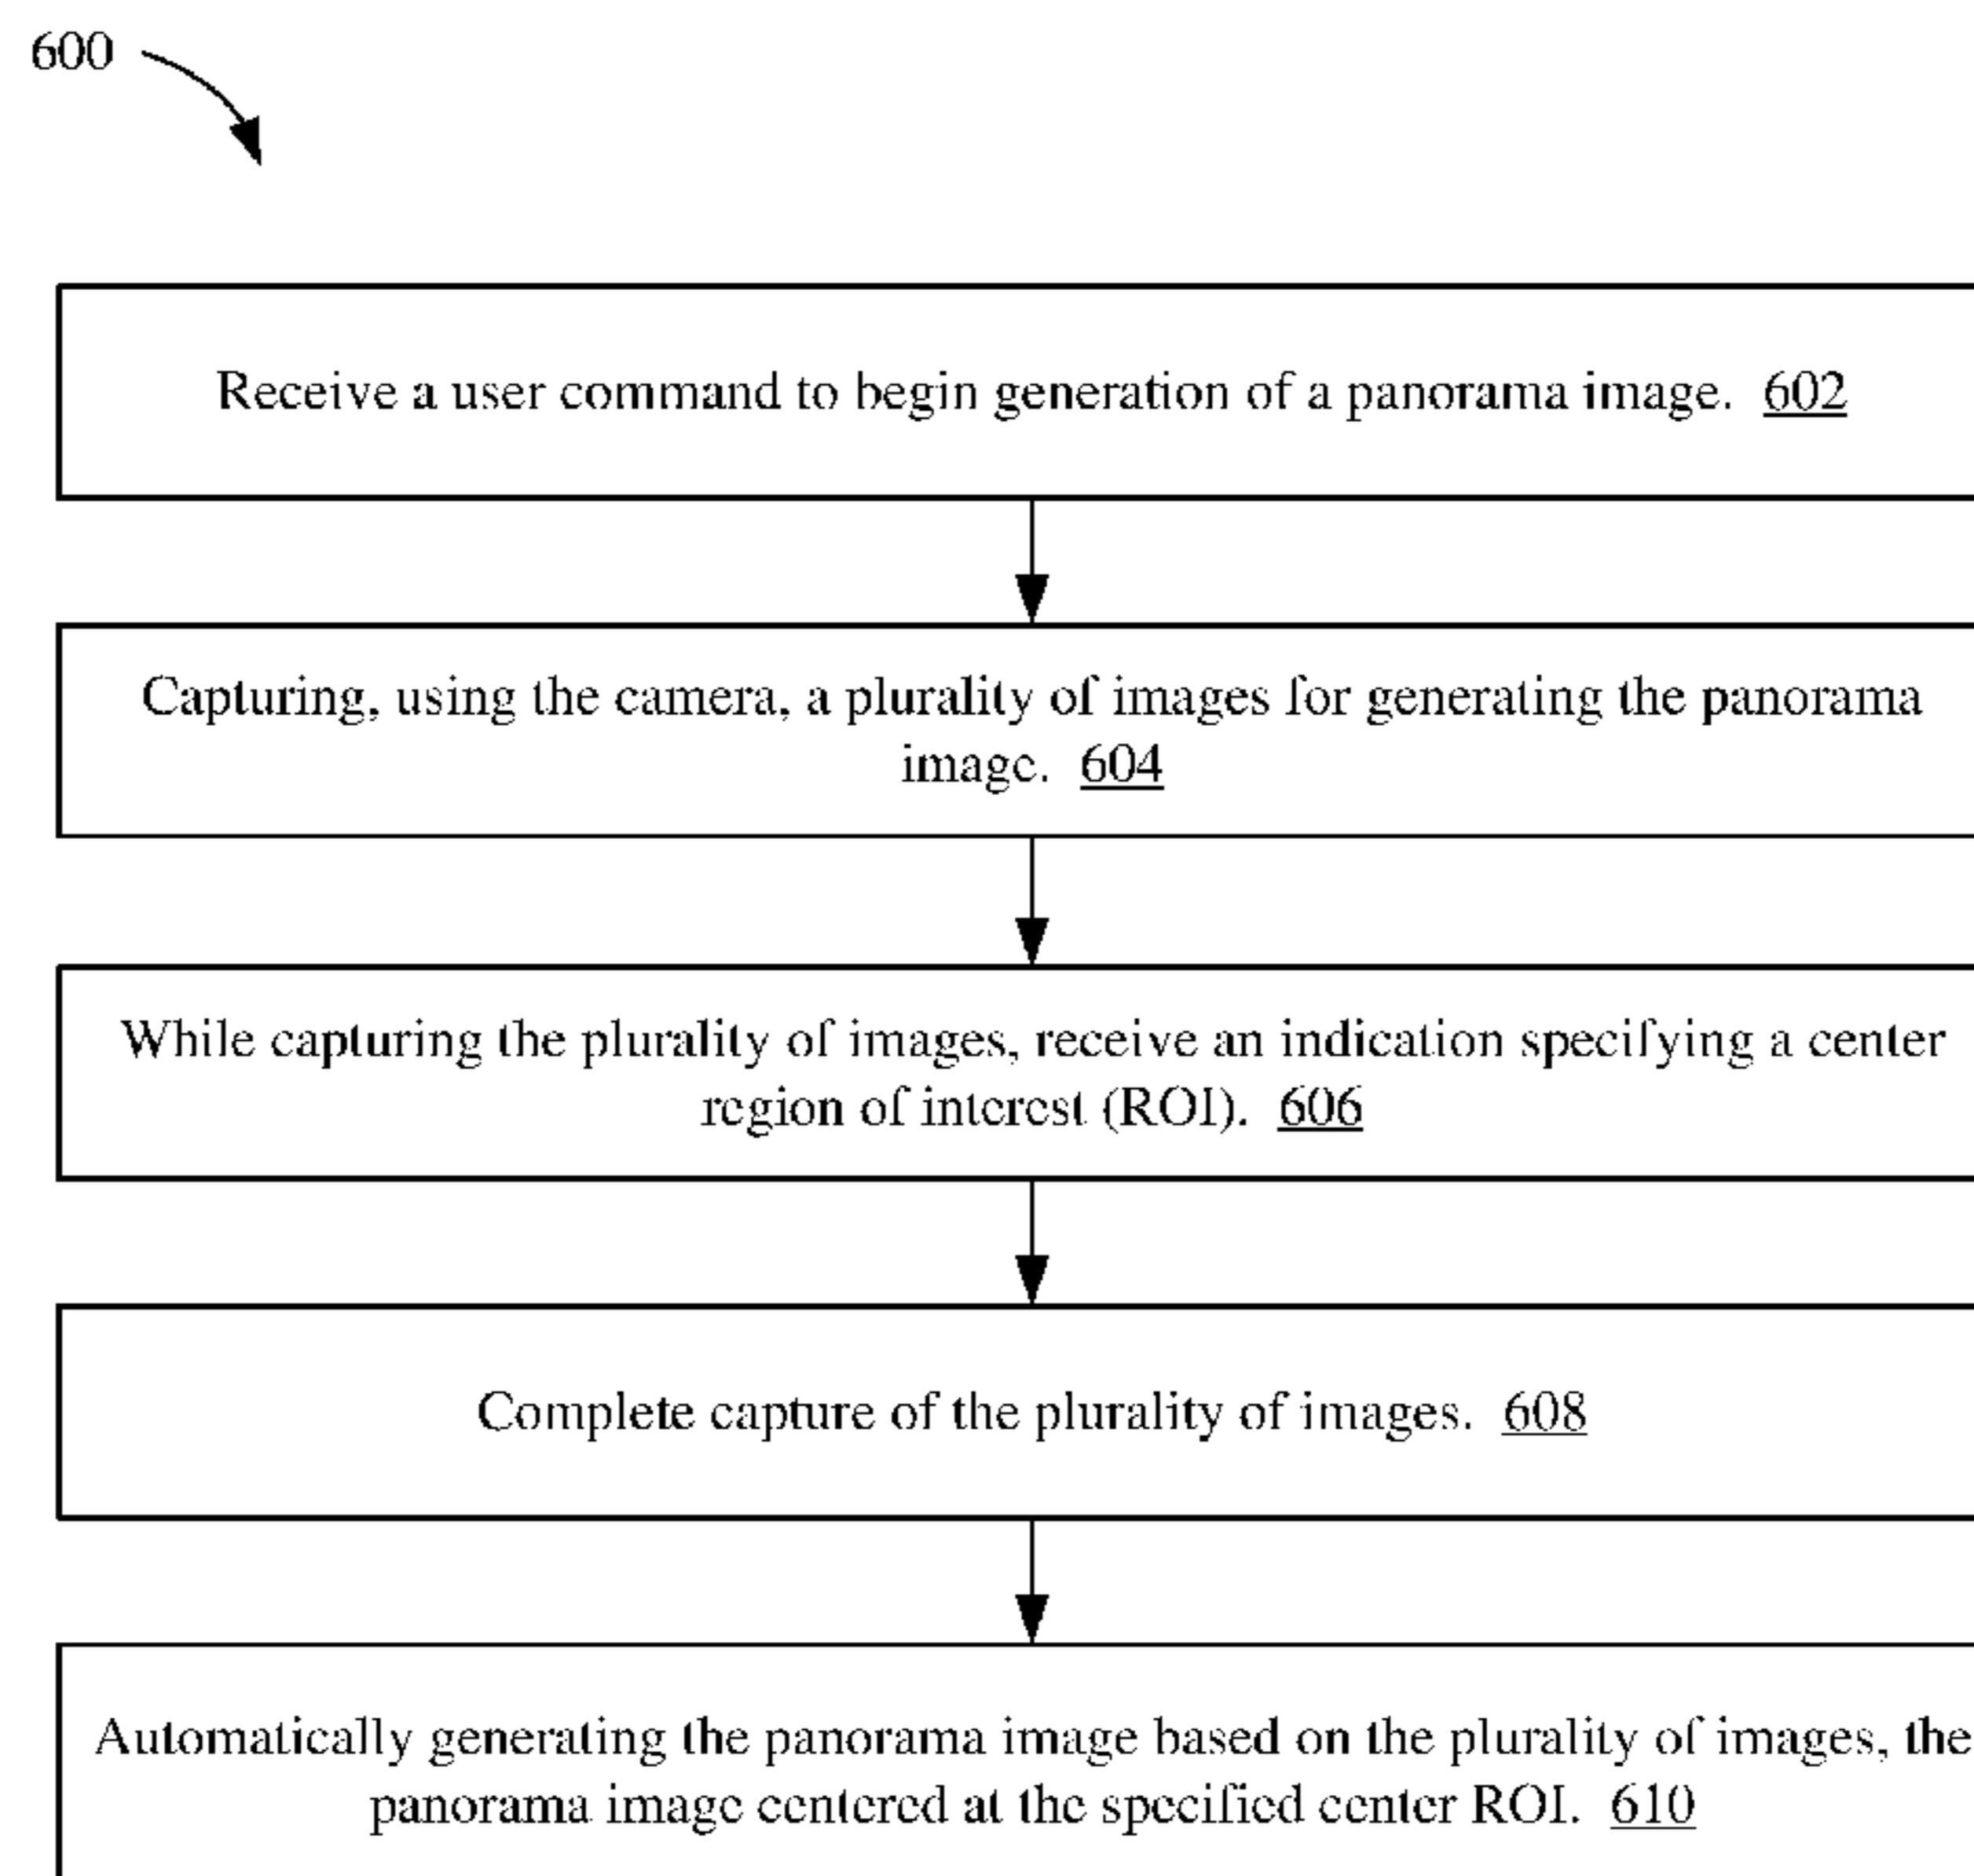 600
Receive a user command to begin generation of a panorama image. 602
Capturing, using the camera, a plurality of images for generating the panorama
image. 604
While capturing the plurality of images, receive an indication specifying a center
region of interest (ROI). 606
Complete capture of the plurality of images. 608
Automatically generating the panorama image based on the plurality of images, the
panorama image centered at the specified center ROI. 610